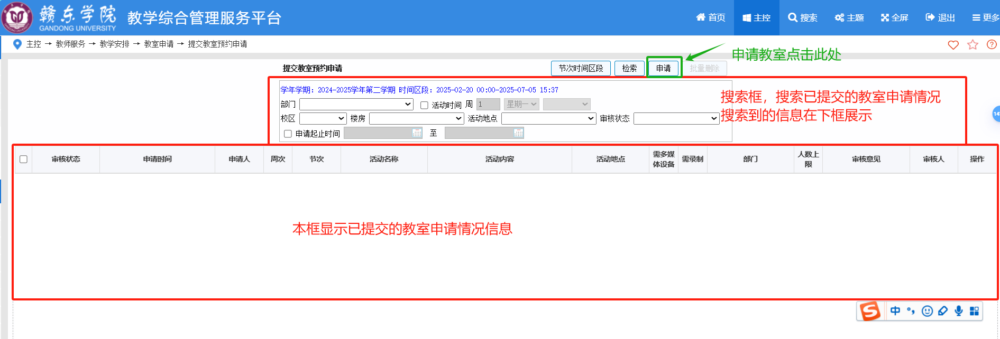 赣东学院
GANDONG UNIVERSITY
教学综合管理服务平台
首页 主控 搜索 主题 全屏 退出 更多
主控 → 教师服务 → 教学安排 → 教室申请 → 提交教室预约申请
申请教室点击此处
提交教室预约申请
节次时间区段 检索 申请 批量删除
学年学期：2024-2025学年第二学期 时间区段：2025-02-20 00:00-2025-07-05 15:37
部门 活动时间 周 1 星期一
校区 楼房 活动地点 审核状态
申请起止时间 至
搜索框，搜索已提交的教室申请情况
搜索到的信息在下框展示
审核状态 申请时间 申请人 周次 节次 活动名称 活动内容 活动地点 需多媒体设备 需录制 部门 人数上限 审核意见 审核人 操作
本框显示已提交的教室申请情况信息
中